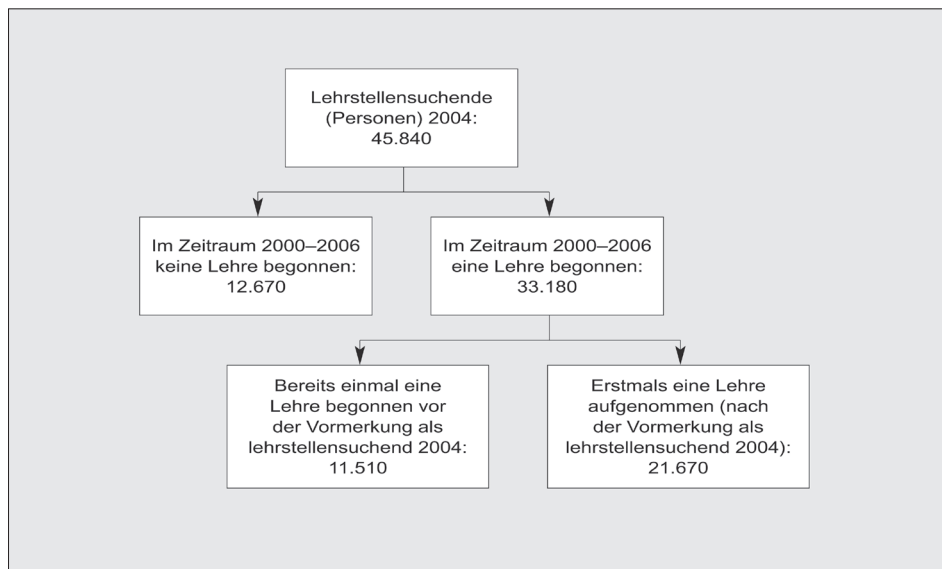 Lehrstellensuchende
(Personen) 2004:
45.840
Im Zeitraum 2000–2006
keine Lehre begonnen:
12.670
Im Zeitraum 2000–2006
eine Lehre begonnen:
33.180
Bereits einmal eine
Lehre begonnen vor
der Vormerkung als
lehrstellensuchend 2004:
11.510
Erstmals eine Lehre
aufgenommen (nach
der Vormerkung als
lehrstellensuchend 2004):
21.670